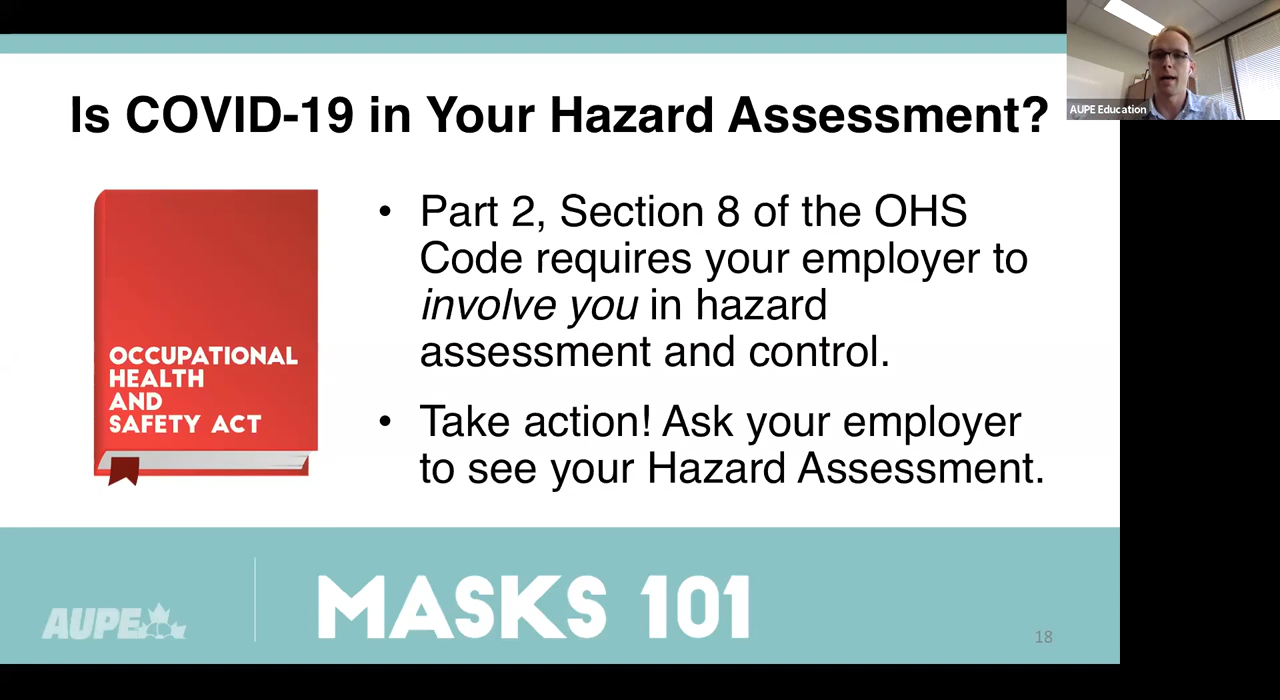 Is COVID-19 in Your Hazard Assessment?
AUPE Education
OCCUPATIONAL
HEALTH
AND
SAFETY ACT
• Part 2, Section 8 of the OHS
Code requires your employer to
involve you in hazard
assessment and control.
• Take action! Ask your employer
to see your Hazard Assessment.
AUPE
MASKS 101
18